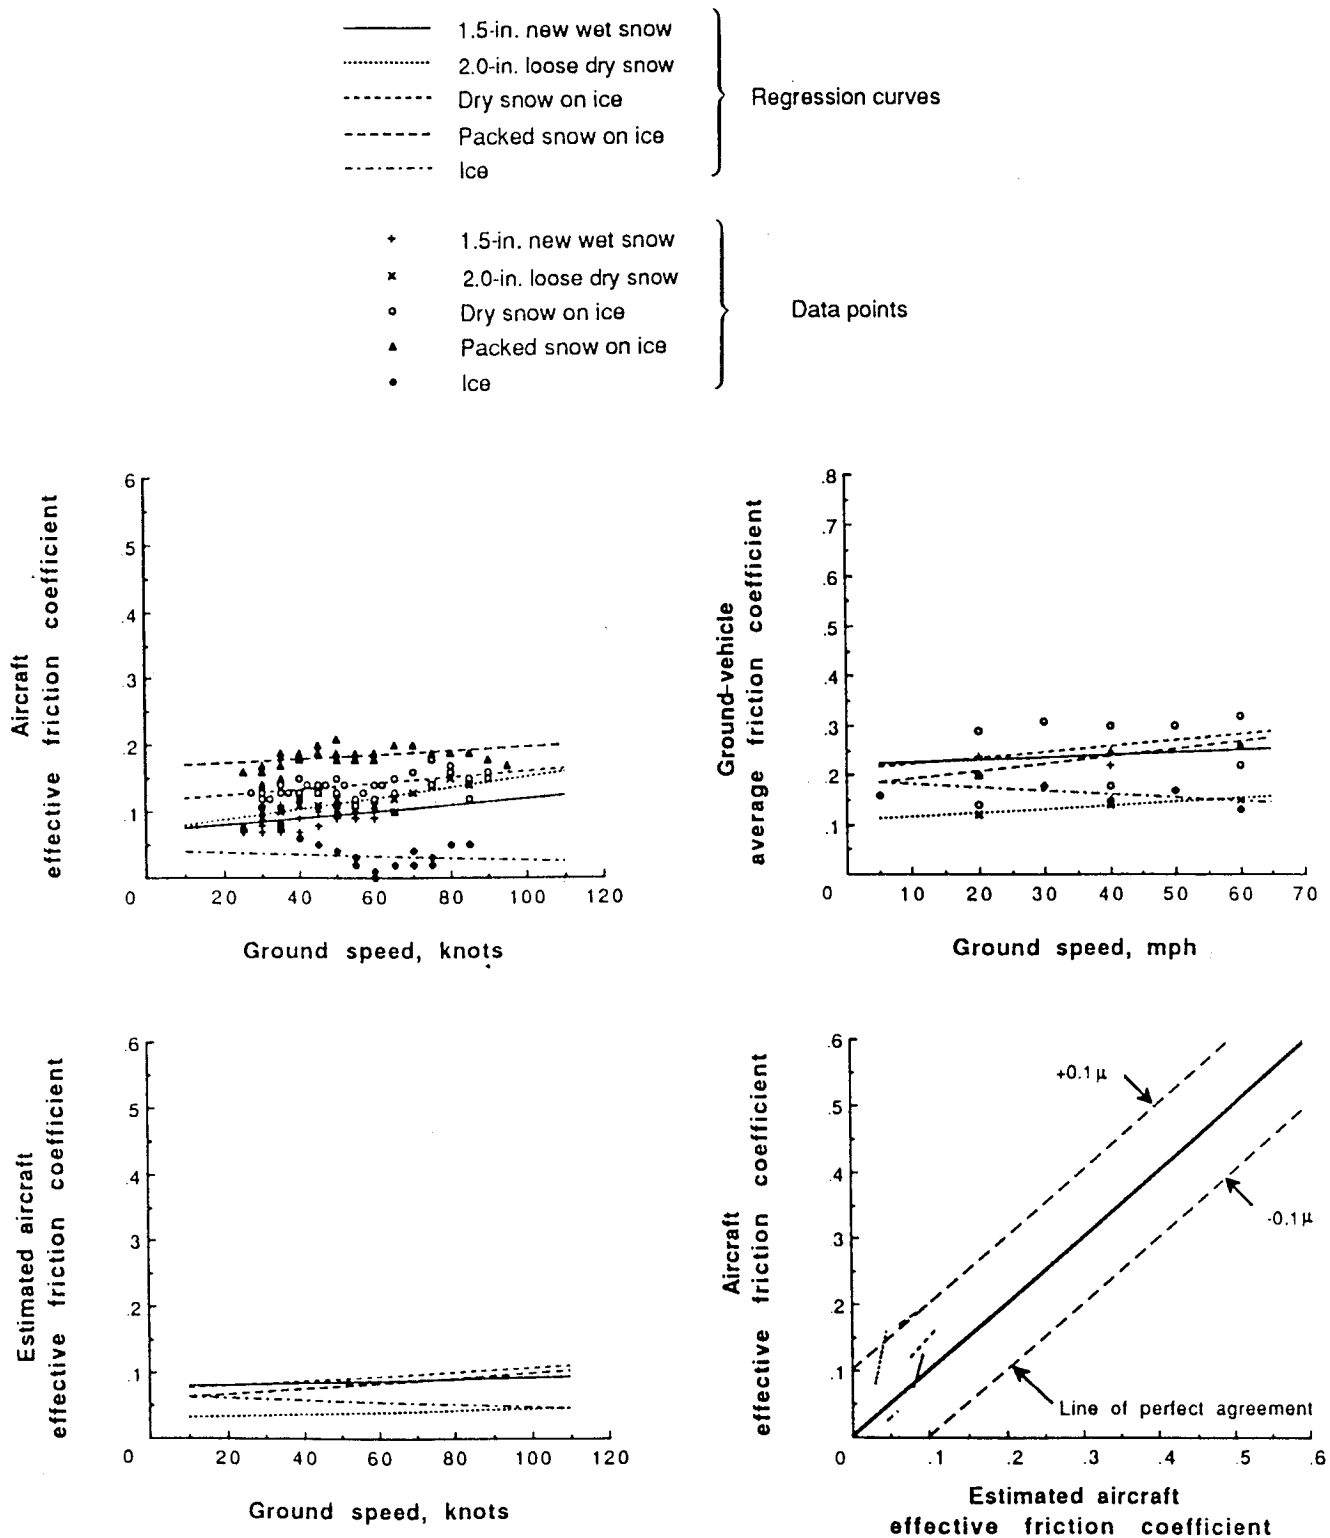 1.5-in. new wet snow
2.0-in. loose dry snow
Dry snow on ice
Packed snow on ice
Ice
Regression curves
1.5-in. new wet snow
2.0-in. loose dry snow
Dry snow on ice
Packed snow on ice
Ice
Data points
Aircraft
effective friction coefficient
.6
.5
.4
.3
.2
.1
0 20 40 60 80 100 120
Ground speed, knots
Ground-vehicle
average friction coefficient
.8
.7
.6
.5
.4
.3
.2
.1
0 10 20 30 40 50 60 70
Ground speed, mph
Estimated aircraft
effective friction coefficient
.6
.5
.4
.3
.2
.1
0 20 40 60 80 100 120
Ground speed, knots
Aircraft
effective friction coefficient
.6
.5
.4
.3
.2
.1
+0.1 μ
-0.1 μ
Line of perfect agreement
0 .1 .2 .3 .4 .5 .6
Estimated aircraft
effective friction coefficient